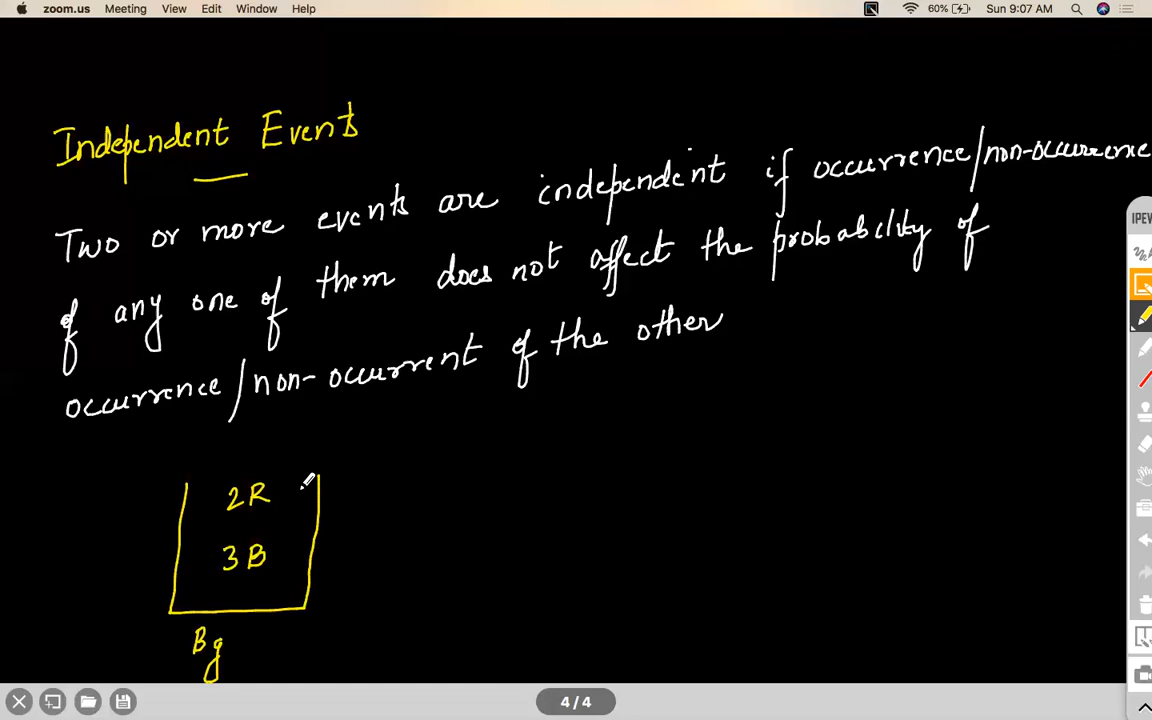 zoom.us Meeting View Edit Window Help 60% Sun 9:07 AM
Independent Events
Two or more events are independent if occurrence/non-occurrence
of any one of them does not affect the probability of
occurrence/non-occurrent of the other
2R
3B
Bg
IPEV
4/4